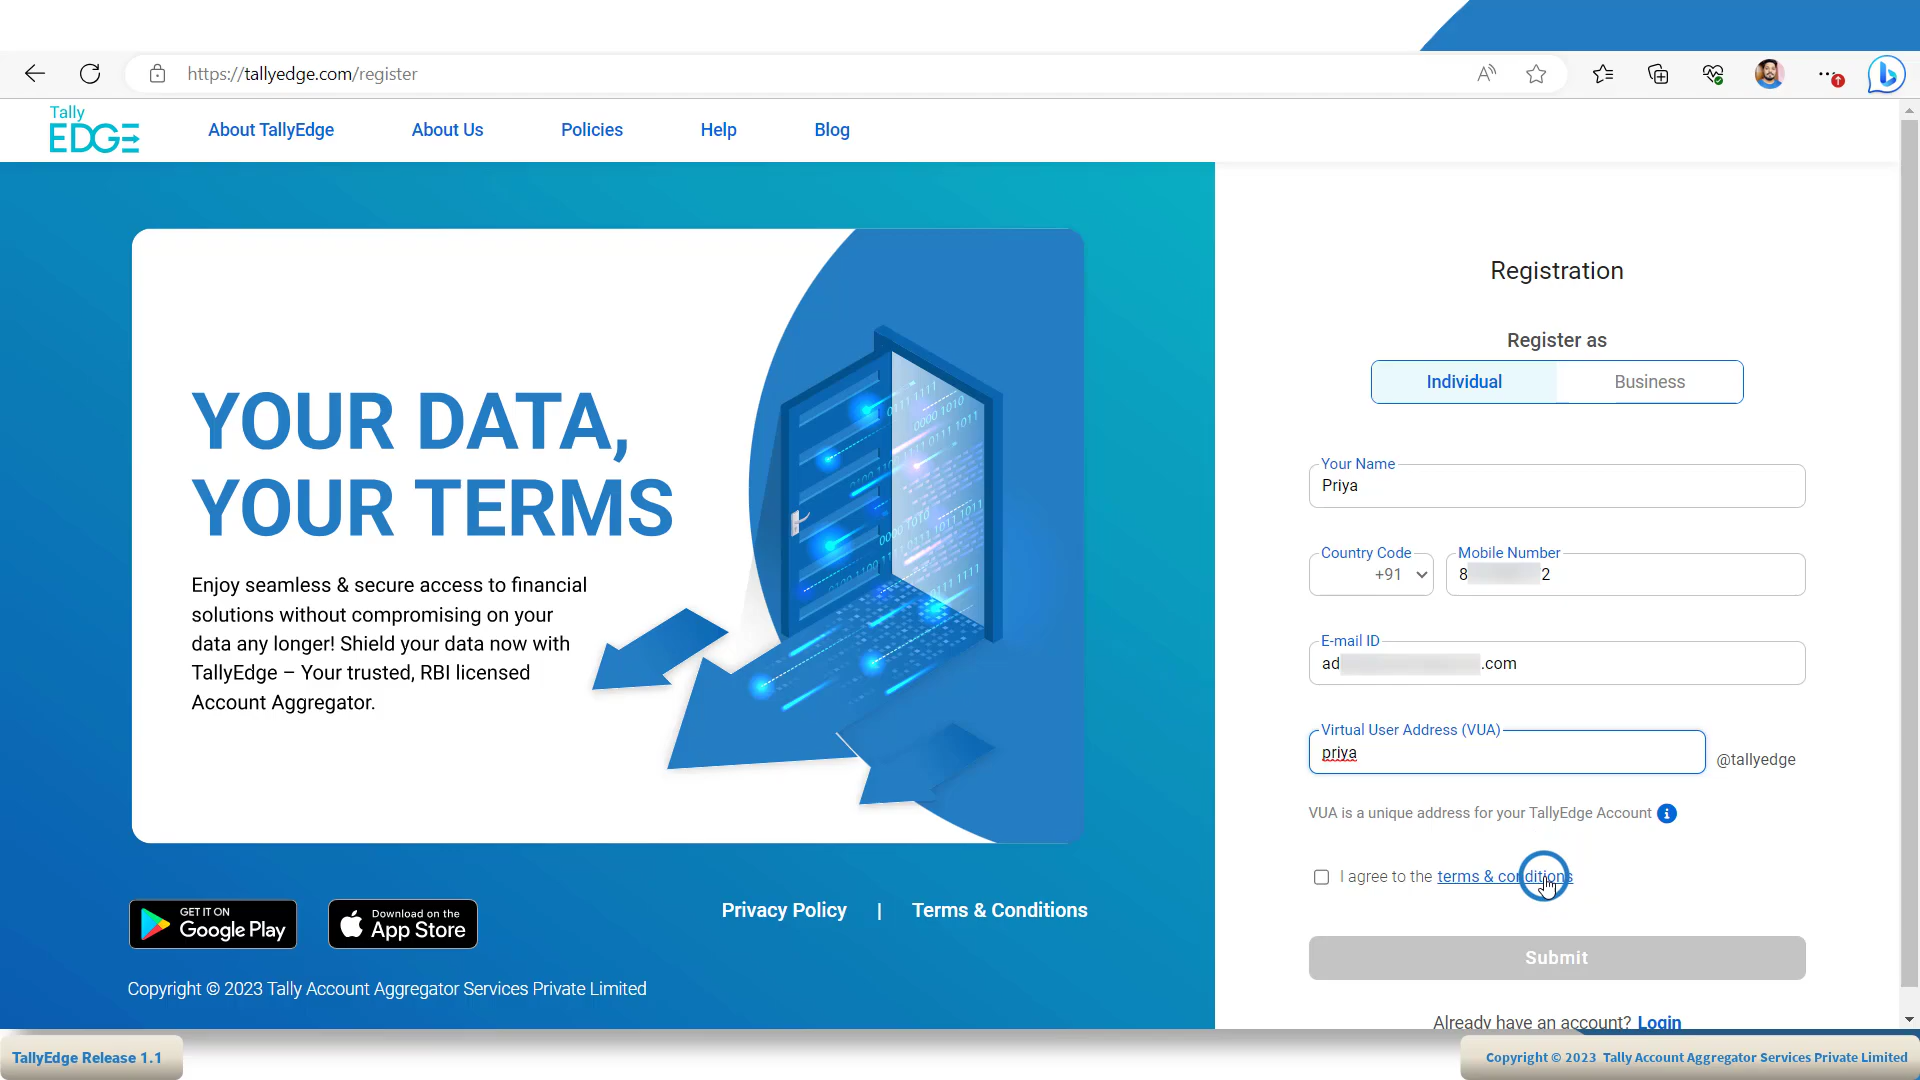 https://tallyedge.com/register
Tally
EDGE
About TallyEdge
About Us
Policies
Help
Blog
YOUR DATA,
YOUR TERMS
Enjoy seamless & secure access to financial
solutions without compromising on your
data any longer! Shield your data now with
TallyEdge – Your trusted, RBI licensed
Account Aggregator.
GET IT ON
Google Play
Download on the
App Store
Privacy Policy | Terms & Conditions
Copyright © 2023 Tally Account Aggregator Services Private Limited
Registration
Register as
Individual
Business
Your Name
Priya
Country Code
+91
Mobile Number
8 2
E-mail ID
ad .com
Virtual User Address (VUA)
priya
@tallyedge
VUA is a unique address for your TallyEdge Account
I agree to the terms & conditions
Submit
Already have an account? Login
TallyEdge Release 1.1
Copyright © 2023 Tally Account Aggregator Services Private Limited